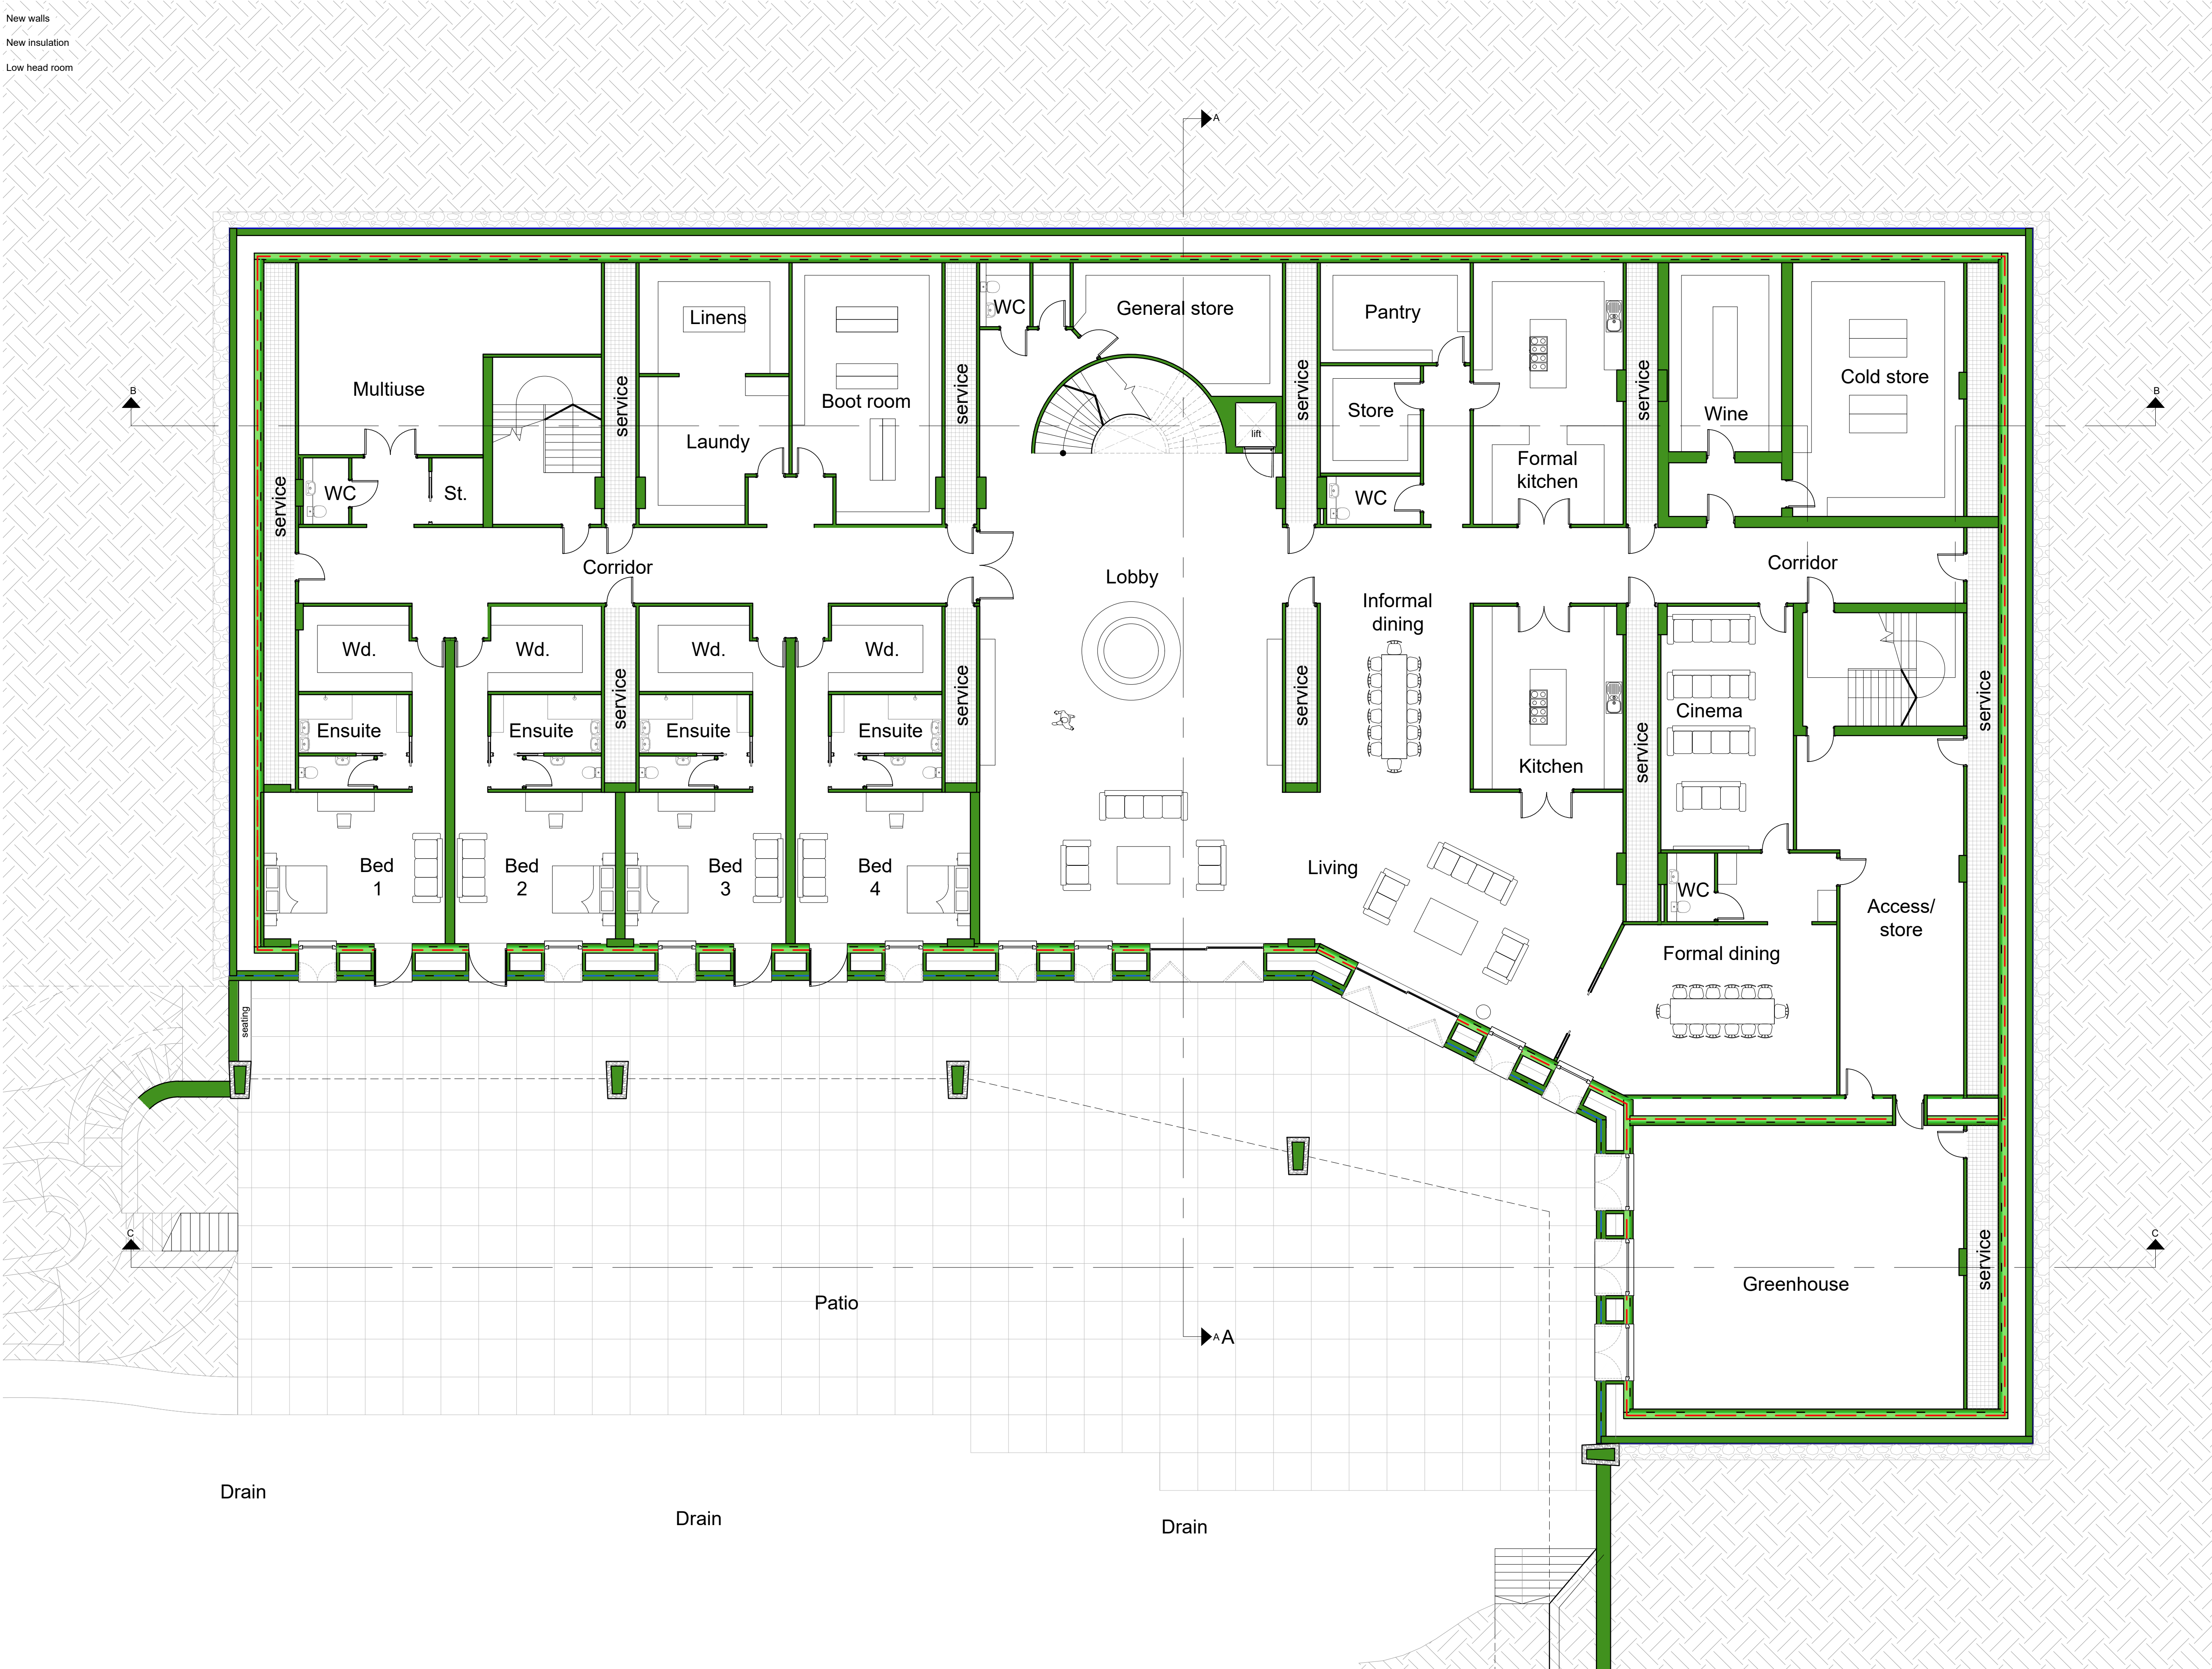 New walls
New insulation
Low head room
A
B
B
WC
General store
Pantry
Linens
Multiuse
service
Boot room
service
service
Store
service
Wine
Cold store
Laundy
lift
Formal
kitchen
service
WC
St.
WC
Corridor
Lobby
Corridor
Informal
dining
Wd.
Wd.
Wd.
Wd.
service
service
service
service
Ensuite
Ensuite
Ensuite
Ensuite
Cinema
service
Kitchen
Bed
1
Bed
2
Bed
3
Bed
4
Living
WC
Access/
store
Formal dining
seating
C
C
service
Greenhouse
Patio
A A
Drain
Drain
Drain